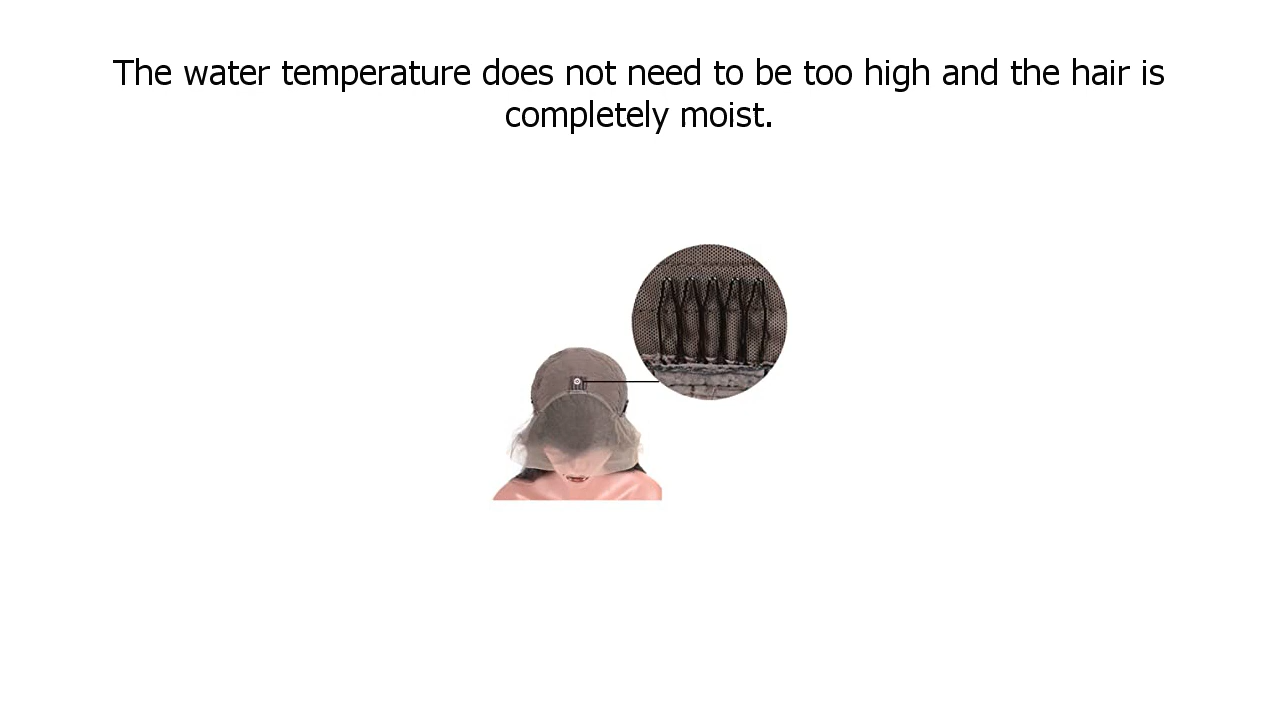 The water temperature does not need to be too high and the hair is
completely moist.